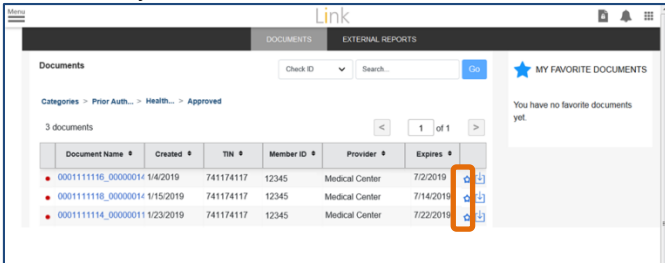 Menu
Link
DOCUMENTS EXTERNAL REPORTS
Documents
Check ID Search... Go
MY FAVORITE DOCUMENTS
Categories > Prior Auth... > Health... > Approved
You have no favorite documents
yet.
3 documents < 1 of 1 >
Document Name Created TIN Member ID Provider Expires
0001111116_00000014 1/4/2019 741174117 12345 Medical Center 7/2/2019
0001111118_00000014 1/15/2019 741174117 12345 Medical Center 7/14/2019
0001111114_00000011 1/23/2019 741174117 12345 Medical Center 7/22/2019